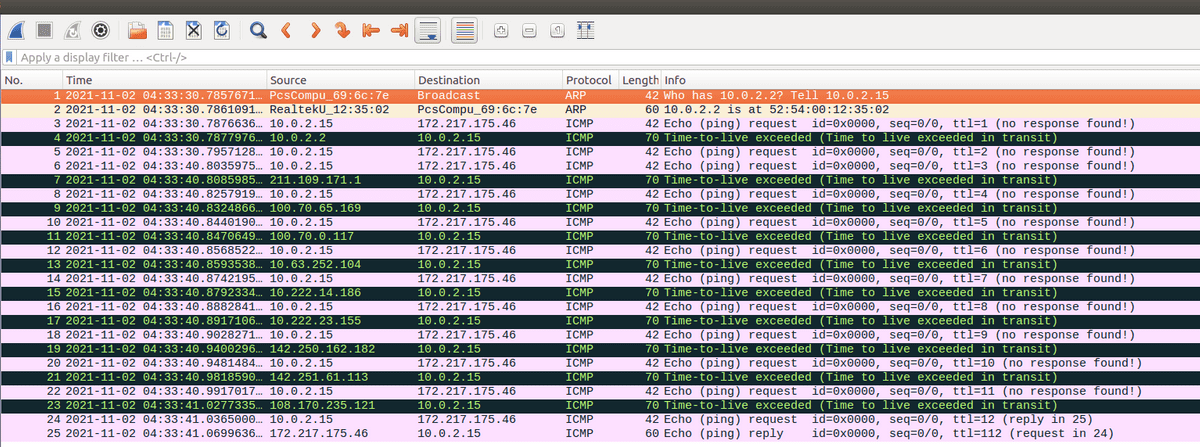 Apply a display filter … <Ctrl-/>
No. Time Source Destination Protocol Length Info
1 2021-11-02 04:33:30.7857671… PcsCompu_69:6c:7e Broadcast ARP 42 Who has 10.0.2.2? Tell 10.0.2.15
2 2021-11-02 04:33:30.7861091… RealtekU_12:35:02 PcsCompu_69:6c:7e ARP 60 10.0.2.2 is at 52:54:00:12:35:02
3 2021-11-02 04:33:30.7876636… 10.0.2.15 172.217.175.46 ICMP 42 Echo (ping) request id=0x0000, seq=0/0, ttl=1 (no response found!)
4 2021-11-02 04:33:30.7877976… 10.0.2.2 10.0.2.15 ICMP 70 Time-to-live exceeded (Time to live exceeded in transit)
5 2021-11-02 04:33:30.7957128… 10.0.2.15 172.217.175.46 ICMP 42 Echo (ping) request id=0x0000, seq=0/0, ttl=2 (no response found!)
6 2021-11-02 04:33:40.8035975… 10.0.2.15 172.217.175.46 ICMP 42 Echo (ping) request id=0x0000, seq=0/0, ttl=3 (no response found!)
7 2021-11-02 04:33:40.8085985… 211.109.171.1 10.0.2.15 ICMP 70 Time-to-live exceeded (Time to live exceeded in transit)
8 2021-11-02 04:33:40.8257919… 10.0.2.15 172.217.175.46 ICMP 42 Echo (ping) request id=0x0000, seq=0/0, ttl=4 (no response found!)
9 2021-11-02 04:33:40.8324866… 100.70.65.169 10.0.2.15 ICMP 70 Time-to-live exceeded (Time to live exceeded in transit)
10 2021-11-02 04:33:40.8440190… 10.0.2.15 172.217.175.46 ICMP 42 Echo (ping) request id=0x0000, seq=0/0, ttl=5 (no response found!)
11 2021-11-02 04:33:40.8470649… 100.70.0.117 10.0.2.15 ICMP 70 Time-to-live exceeded (Time to live exceeded in transit)
12 2021-11-02 04:33:40.8568522… 10.0.2.15 172.217.175.46 ICMP 42 Echo (ping) request id=0x0000, seq=0/0, ttl=6 (no response found!)
13 2021-11-02 04:33:40.8593538… 10.63.252.104 10.0.2.15 ICMP 70 Time-to-live exceeded (Time to live exceeded in transit)
14 2021-11-02 04:33:40.8742195… 10.0.2.15 172.217.175.46 ICMP 42 Echo (ping) request id=0x0000, seq=0/0, ttl=7 (no response found!)
15 2021-11-02 04:33:40.8792334… 10.222.14.186 10.0.2.15 ICMP 70 Time-to-live exceeded (Time to live exceeded in transit)
16 2021-11-02 04:33:40.8882841… 10.0.2.15 172.217.175.46 ICMP 42 Echo (ping) request id=0x0000, seq=0/0, ttl=8 (no response found!)
17 2021-11-02 04:33:40.8917106… 10.222.23.155 10.0.2.15 ICMP 70 Time-to-live exceeded (Time to live exceeded in transit)
18 2021-11-02 04:33:40.9028271… 10.0.2.15 172.217.175.46 ICMP 42 Echo (ping) request id=0x0000, seq=0/0, ttl=9 (no response found!)
19 2021-11-02 04:33:40.9400296… 142.250.162.182 10.0.2.15 ICMP 70 Time-to-live exceeded (Time to live exceeded in transit)
20 2021-11-02 04:33:40.9481484… 10.0.2.15 172.217.175.46 ICMP 42 Echo (ping) request id=0x0000, seq=0/0, ttl=10 (no response found!)
21 2021-11-02 04:33:40.9818590… 142.251.61.113 10.0.2.15 ICMP 70 Time-to-live exceeded (Time to live exceeded in transit)
22 2021-11-02 04:33:40.9917017… 10.0.2.15 172.217.175.46 ICMP 42 Echo (ping) request id=0x0000, seq=0/0, ttl=11 (no response found!)
23 2021-11-02 04:33:41.0277335… 108.170.235.121 10.0.2.15 ICMP 70 Time-to-live exceeded (Time to live exceeded in transit)
24 2021-11-02 04:33:41.0365000… 10.0.2.15 172.217.175.46 ICMP 42 Echo (ping) request id=0x0000, seq=0/0, ttl=12 (reply in 25)
25 2021-11-02 04:33:41.0699636… 172.217.175.46 10.0.2.15 ICMP 60 Echo (ping) reply id=0x0000, seq=0/0, ttl=112 (request in 24)